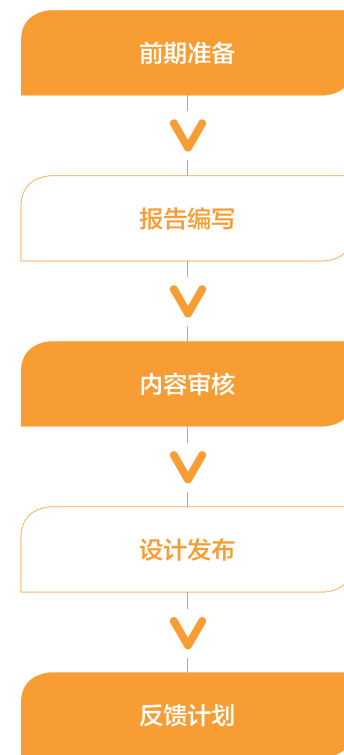 前期准备
报告编写
内容审核
设计发布
反馈计划